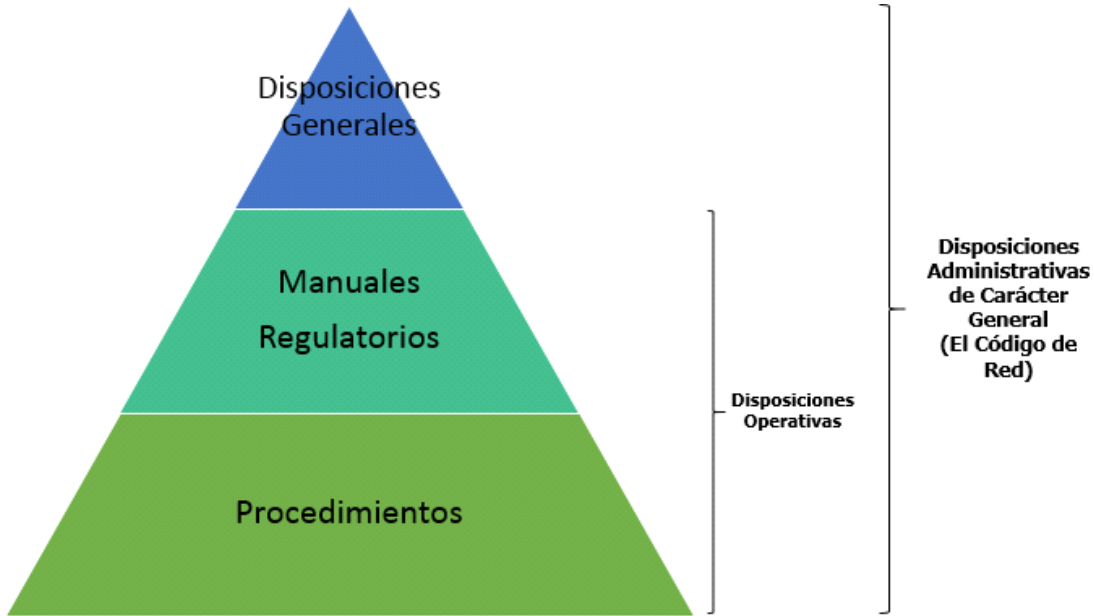 Disposiciones
Generales
Manuales
Regulatorios
Procedimientos
Disposiciones
Operativas
Disposiciones
Administrativas
de Carácter
General
(El Código de
Red)